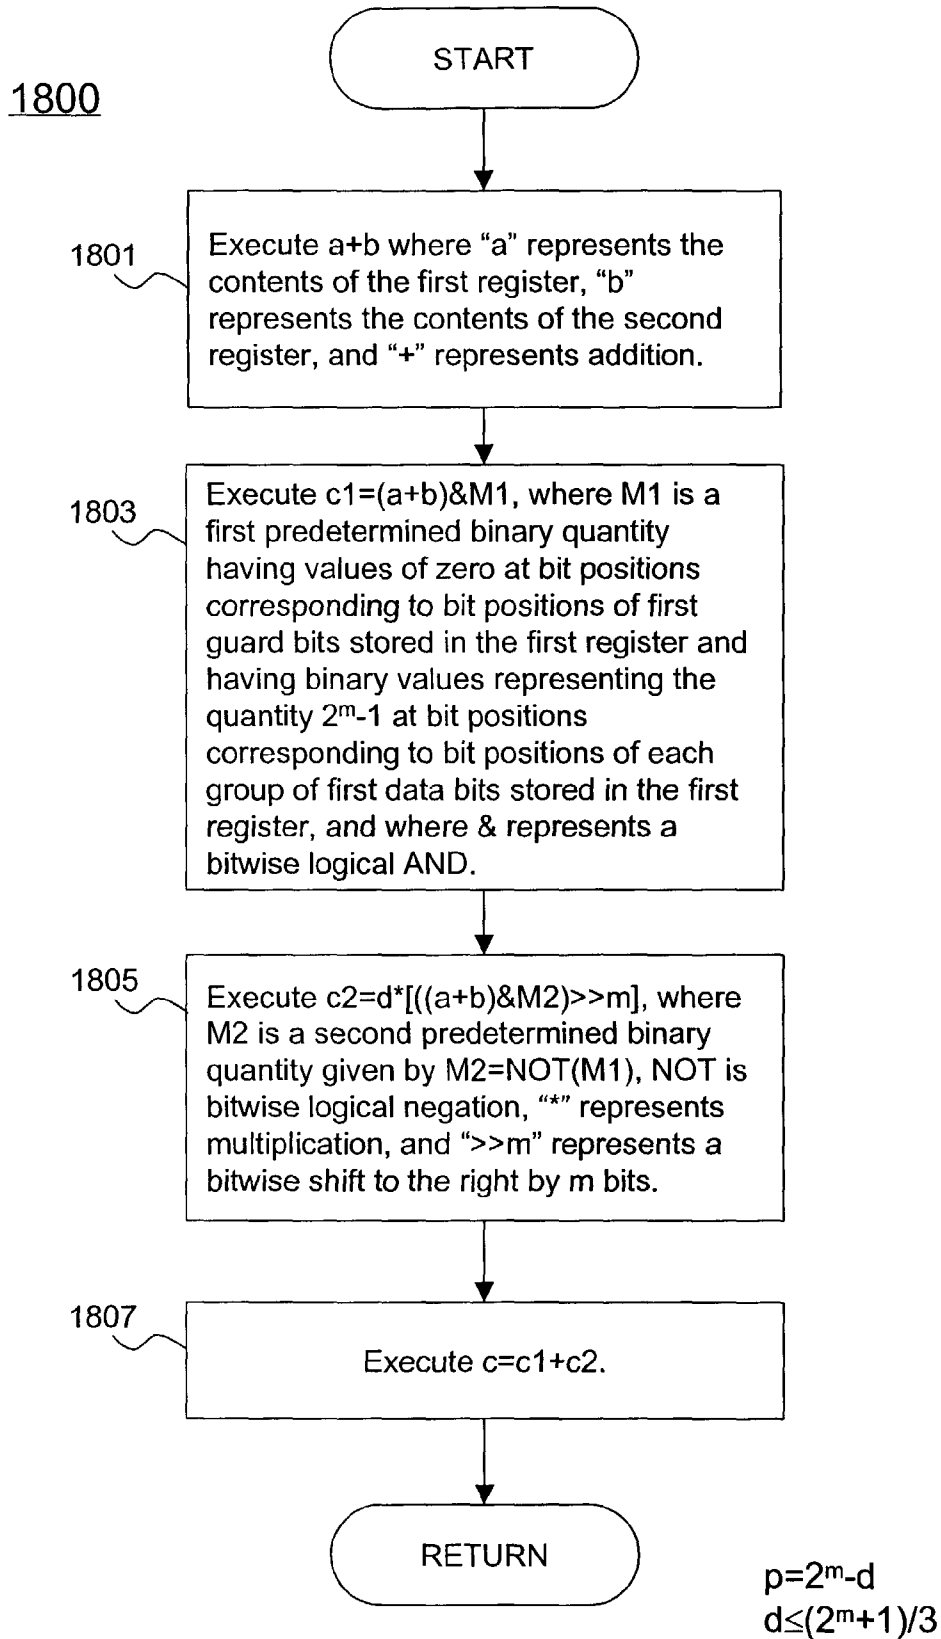 START
1800
1801
Execute a+b where “a” represents the
contents of the first register, “b”
represents the contents of the second
register, and “+” represents addition.
1803
Execute c1=(a+b)&M1, where M1 is a
first predetermined binary quantity
having values of zero at bit positions
corresponding to bit positions of first
guard bits stored in the first register and
having binary values representing the
quantity 2ᵐ-1 at bit positions
corresponding to bit positions of each
group of first data bits stored in the first
register, and where & represents a
bitwise logical AND.
1805
Execute c2=d*[((a+b)&M2)>>m], where
M2 is a second predetermined binary
quantity given by M2=NOT(M1), NOT is
bitwise logical negation, “*” represents
multiplication, and “>>m” represents a
bitwise shift to the right by m bits.
1807
Execute c=c1+c2.
RETURN
p=2ᵐ-d
d≤(2ᵐ+1)/3